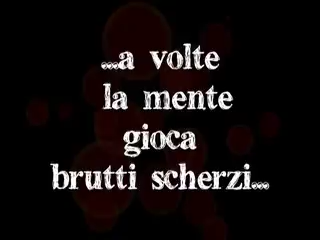 ...a volte
la mente
gioca
brutti scherzi...